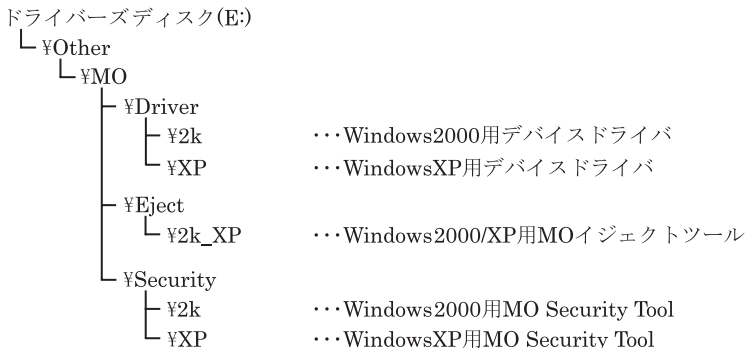 ドライバーズディスク(E:)
¥Other
¥MO
¥Driver
¥2k ･･･Windows2000用デバイスドライバ
¥XP ･･･WindowsXP用デバイスドライバ
¥Eject
¥2k_XP ･･･Windows2000/XP用MOイジェクトツール
¥Security
¥2k ･･･Windows2000用MO Security Tool
¥XP ･･･WindowsXP用MO Security Tool